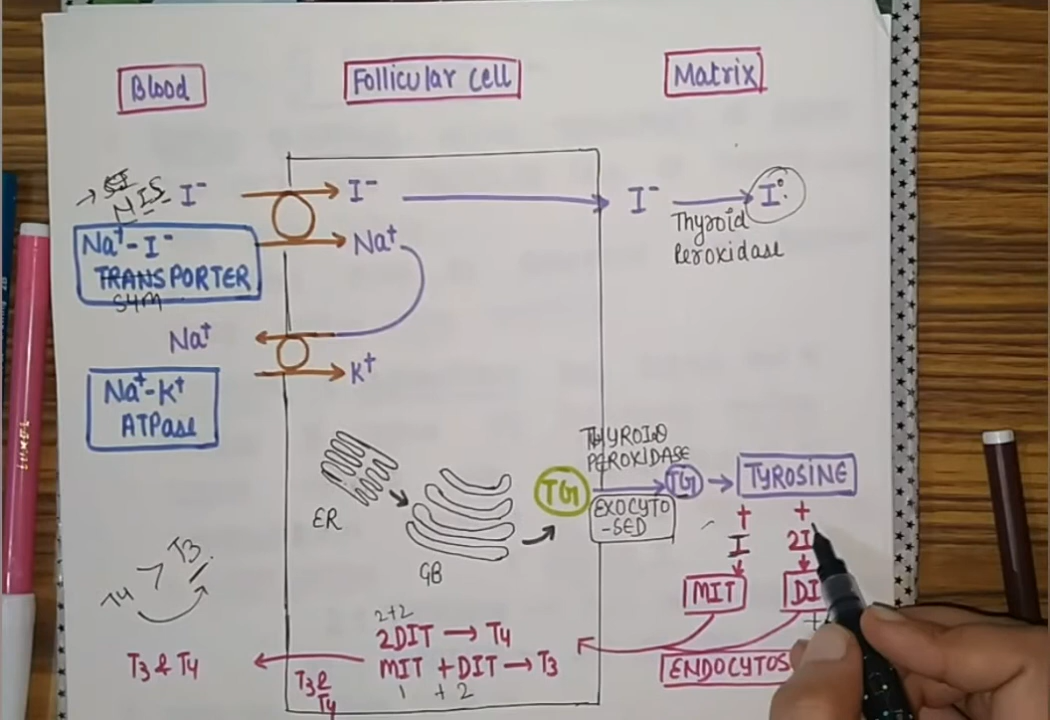 Blood
Follicular cell
Matrix
NIS I⁻
I⁻
I⁻
I°
Thyroid
Peroxidase
Na⁺-I⁻
TRANSPORTER
SYM
Na⁺
Na⁺
K⁺
Na⁺-K⁺
ATPase
ER
GB
TG
THYROID
PEROXIDASE
EXOCYTO
-SED
TG
TYROSINE
+
+
I
2I
MIT
DI
ENDOCYTOS
2+2
2DIT → T4
MIT + DIT → T3
1 + 2
T3 &
T4
T3 & T4
T4 > T3